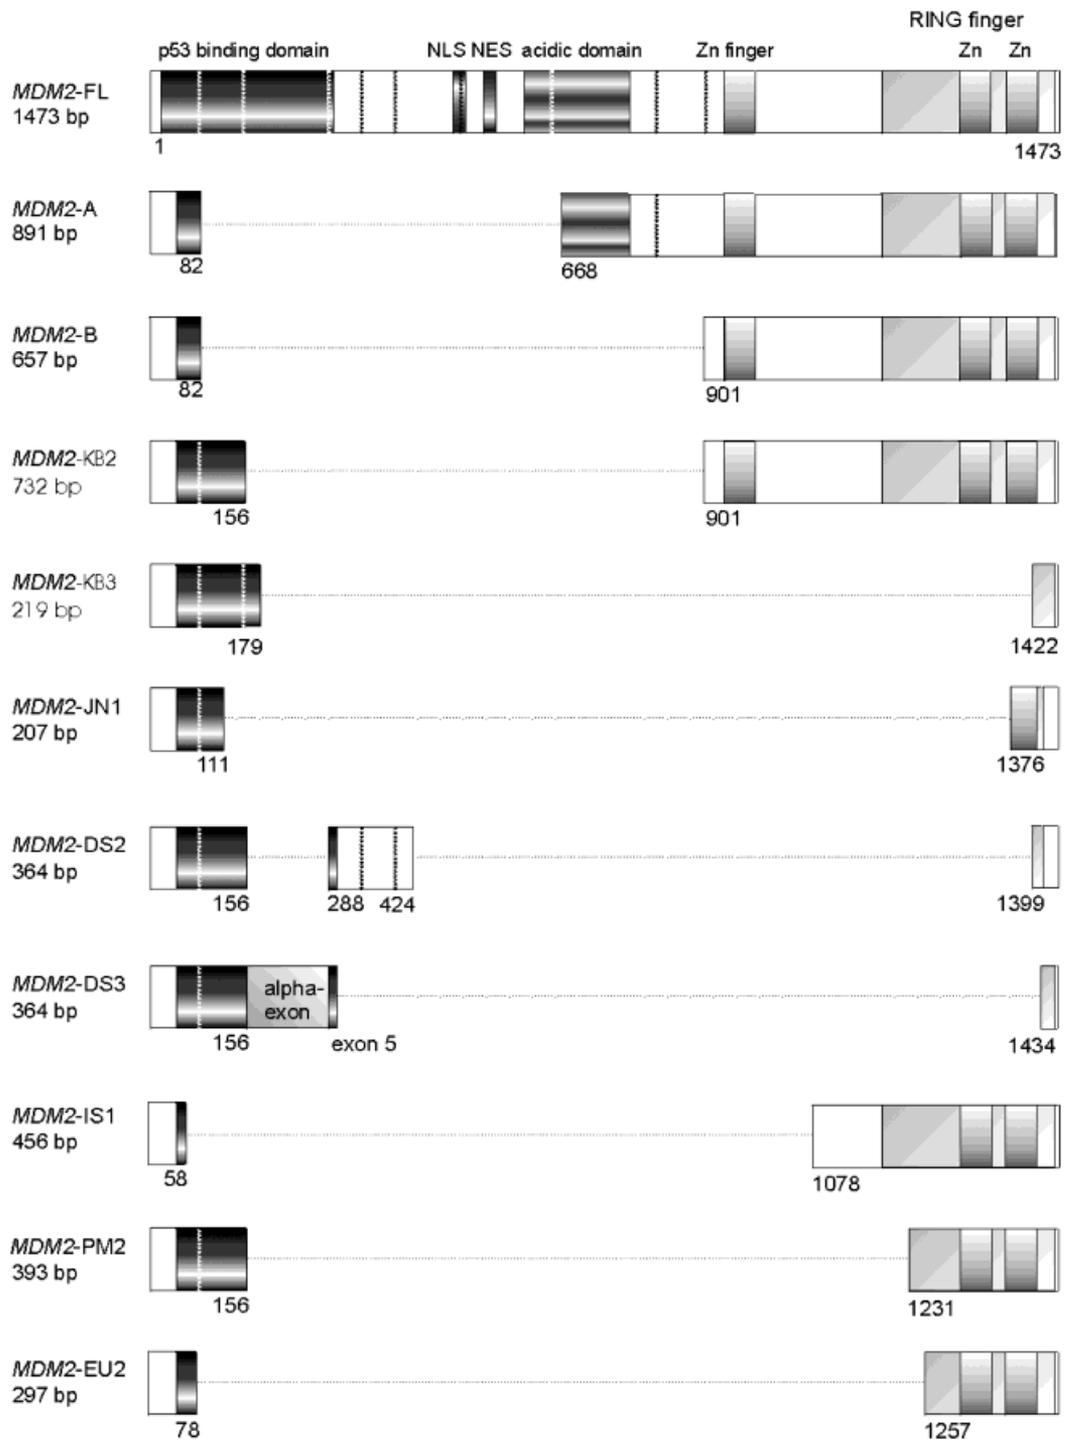 RING finger
p53 binding domain NLS NES acidic domain Zn finger Zn Zn
MDM2-FL
1473 bp
1 1473
MDM2-A
891 bp
82 668
MDM2-B
657 bp
82 901
MDM2-KB2
732 bp
156 901
MDM2-KB3
219 bp
179 1422
MDM2-JN1
207 bp
111 1376
MDM2-DS2
364 bp
156 288 424 1399
MDM2-DS3
364 bp
alpha-
exon
156 exon 5 1434
MDM2-IS1
456 bp
58 1078
MDM2-PM2
393 bp
156 1231
MDM2-EU2
297 bp
78 1257